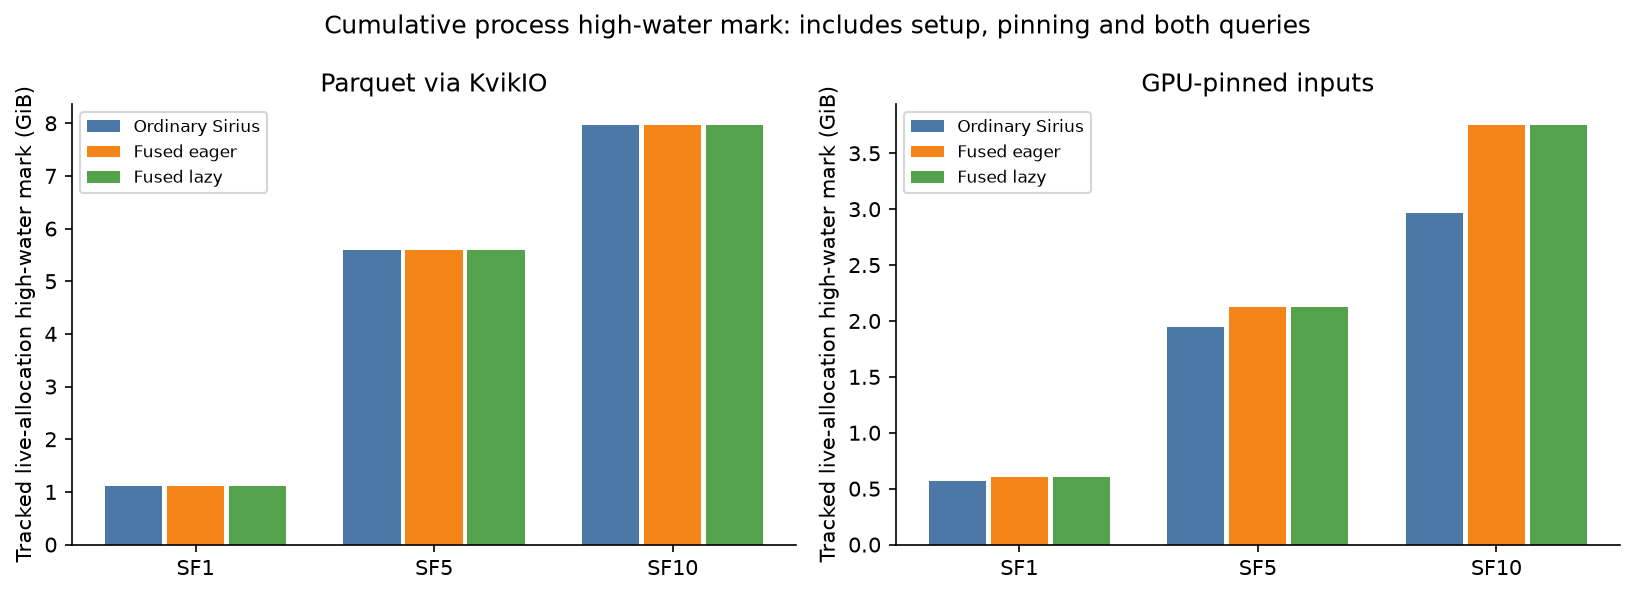 Cumulative process high-water mark: includes setup, pinning and both queries
Parquet via KvikIO
Tracked live-allocation high-water mark (GiB)
8
7
6
5
4
3
2
1
0
Ordinary Sirius
Fused eager
Fused lazy
SF1
SF5
SF10
GPU-pinned inputs
Tracked live-allocation high-water mark (GiB)
3.5
3.0
2.5
2.0
1.5
1.0
0.5
0.0
Ordinary Sirius
Fused eager
Fused lazy
SF1
SF5
SF10